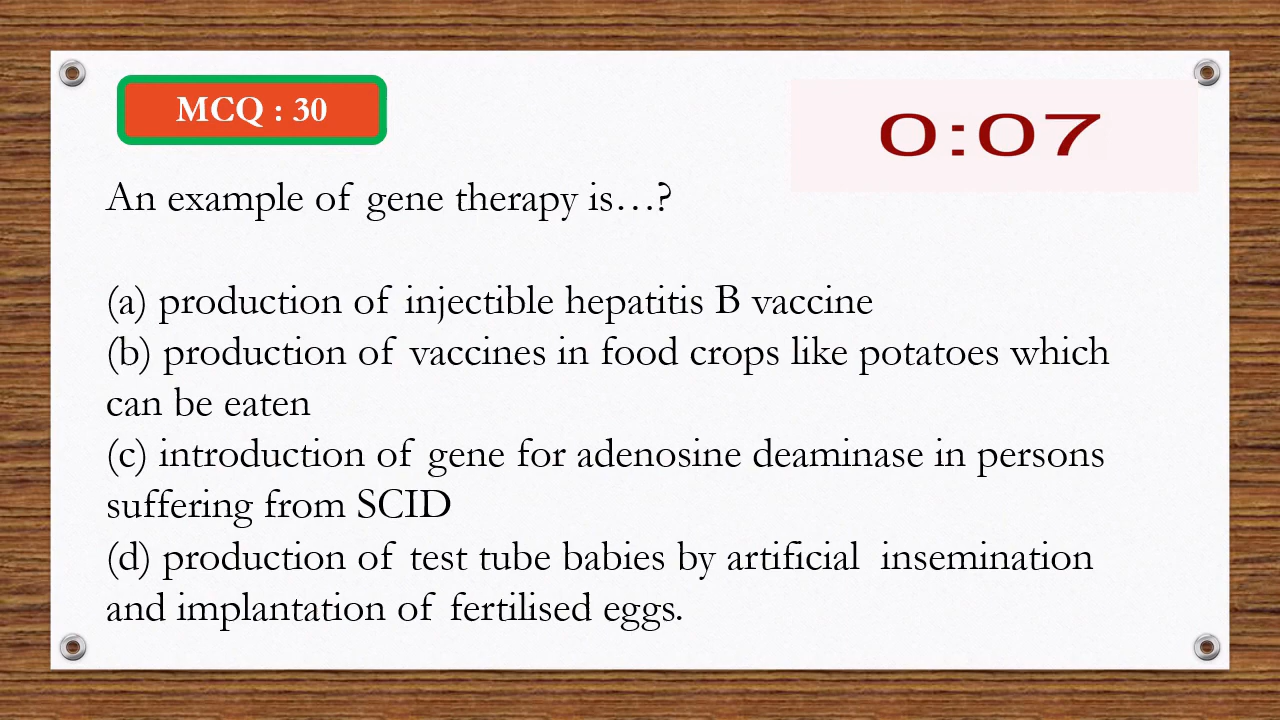 MCQ : 30
0:07
An example of gene therapy is…?
(a) production of injectible hepatitis B vaccine
(b) production of vaccines in food crops like potatoes which
can be eaten
(c) introduction of gene for adenosine deaminase in persons
suffering from SCID
(d) production of test tube babies by artificial insemination
and implantation of fertilised eggs.